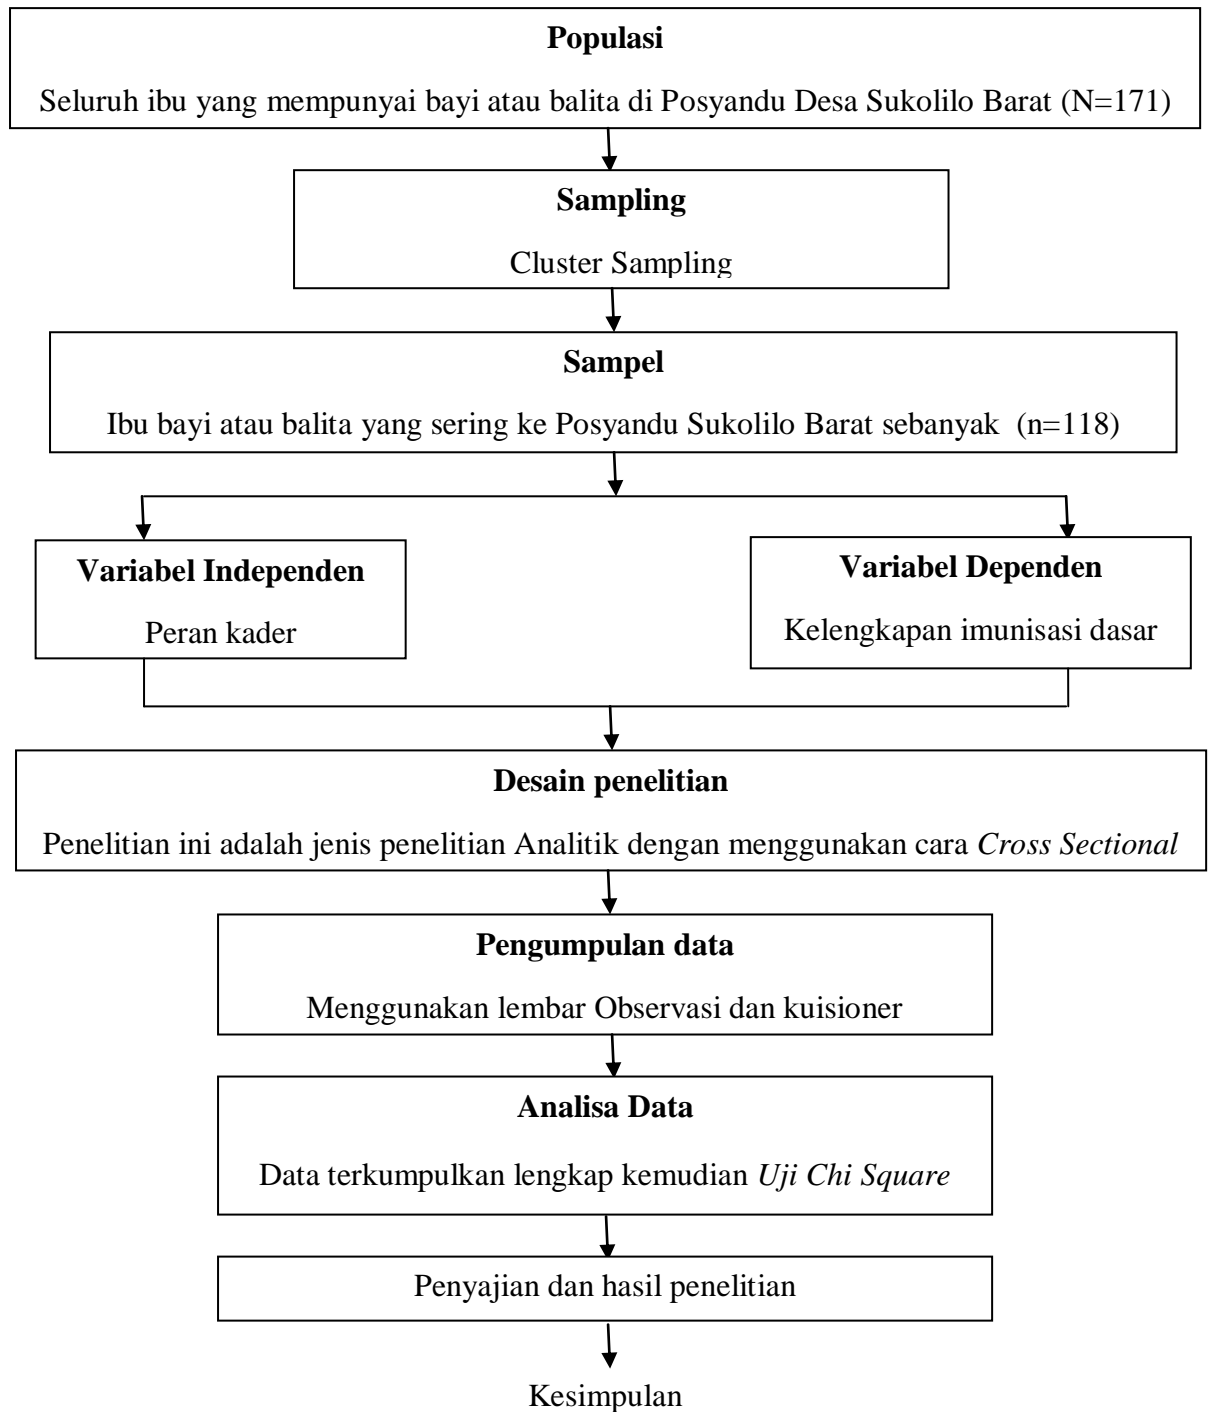 Populasi
Seluruh ibu yang mempunyai bayi atau balita di Posyandu Desa Sukolilo Barat (N=171)
Sampling
Cluster Sampling
Sampel
Ibu bayi atau balita yang sering ke Posyandu Sukolilo Barat sebanyak (n=118)
Variabel Independen
Peran kader
Variabel Dependen
Kelengkapan imunisasi dasar
Desain penelitian
Penelitian ini adalah jenis penelitian Analitik dengan menggunakan cara Cross Sectional
Pengumpulan data
Menggunakan lembar Observasi dan kuisioner
Analisa Data
Data terkumpulkan lengkap kemudian Uji Chi Square
Penyajian dan hasil penelitian
Kesimpulan